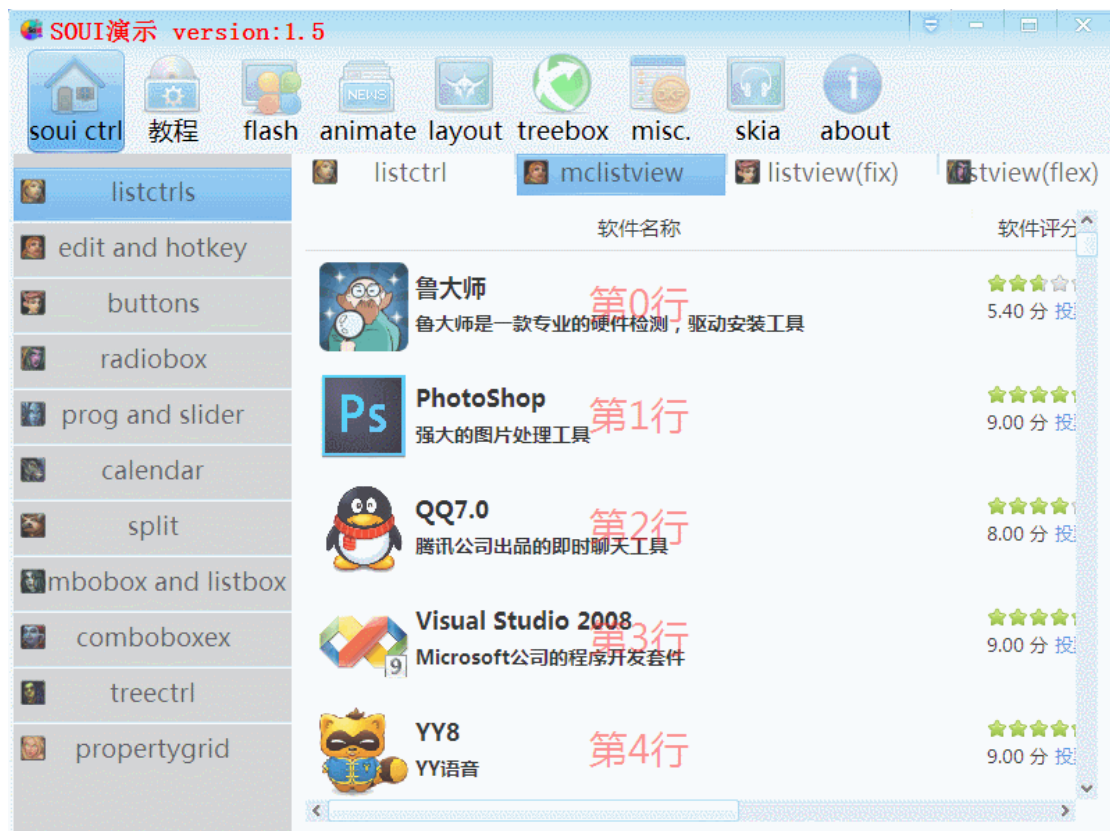 SOUI演示 version:1.5
NEWS
soui ctrl 教程 flash animate layout treebox misc. skia about
listctrl mclistview listview(fix) stview(flex)
listctrls
edit and hotkey
buttons
radiobox
prog and slider
calendar
split
mbobox and listbox
comboboxex
treectrl
propertygrid
软件名称 软件评分
鲁大师
第0行
鲁大师是一款专业的硬件检测，驱动安装工具
5.40 分 投
Ps
PhotoShop
第1行
强大的图片处理工具
9.00 分 投
QQ7.0
第2行
腾讯公司出品的即时聊天工具
8.00 分 投
Visual Studio 2008
第3行
Microsoft公司的程序开发套件
9
9.00 分 投
YY8
第4行
YY语音
9.00 分 投